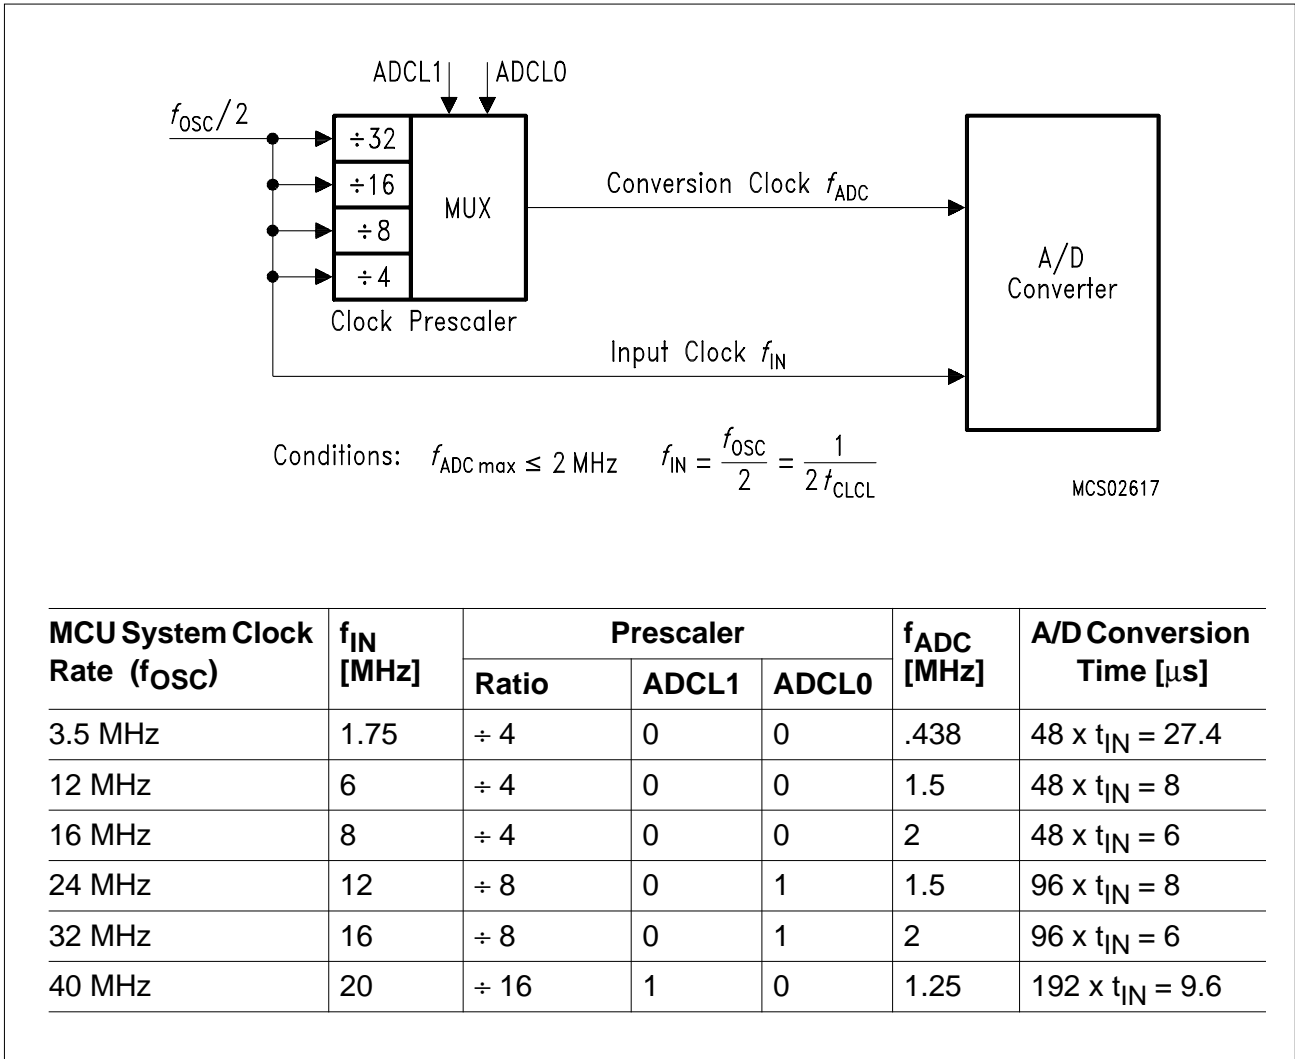 ADCL1 ADCL0
fOSC/2
÷32
÷16
÷8
÷4
MUX
Conversion Clock fADC
A/D
Converter
Clock Prescaler
Input Clock fIN
Conditions: fADC max ≤ 2 MHz fIN = fOSC/2 = 1/2 tCLCL
MCS02617
MCU System Clock Rate (fOSC) | fIN [MHz] | Prescaler | fADC [MHz] | A/D Conversion Time [µs]
Ratio | ADCL1 | ADCL0
3.5 MHz | 1.75 | ÷ 4 | 0 | 0 | .438 | 48 x tIN = 27.4
12 MHz | 6 | ÷ 4 | 0 | 0 | 1.5 | 48 x tIN = 8
16 MHz | 8 | ÷ 4 | 0 | 0 | 2 | 48 x tIN = 6
24 MHz | 12 | ÷ 8 | 0 | 1 | 1.5 | 96 x tIN = 8
32 MHz | 16 | ÷ 8 | 0 | 1 | 2 | 96 x tIN = 6
40 MHz | 20 | ÷ 16 | 1 | 0 | 1.25 | 192 x tIN = 9.6